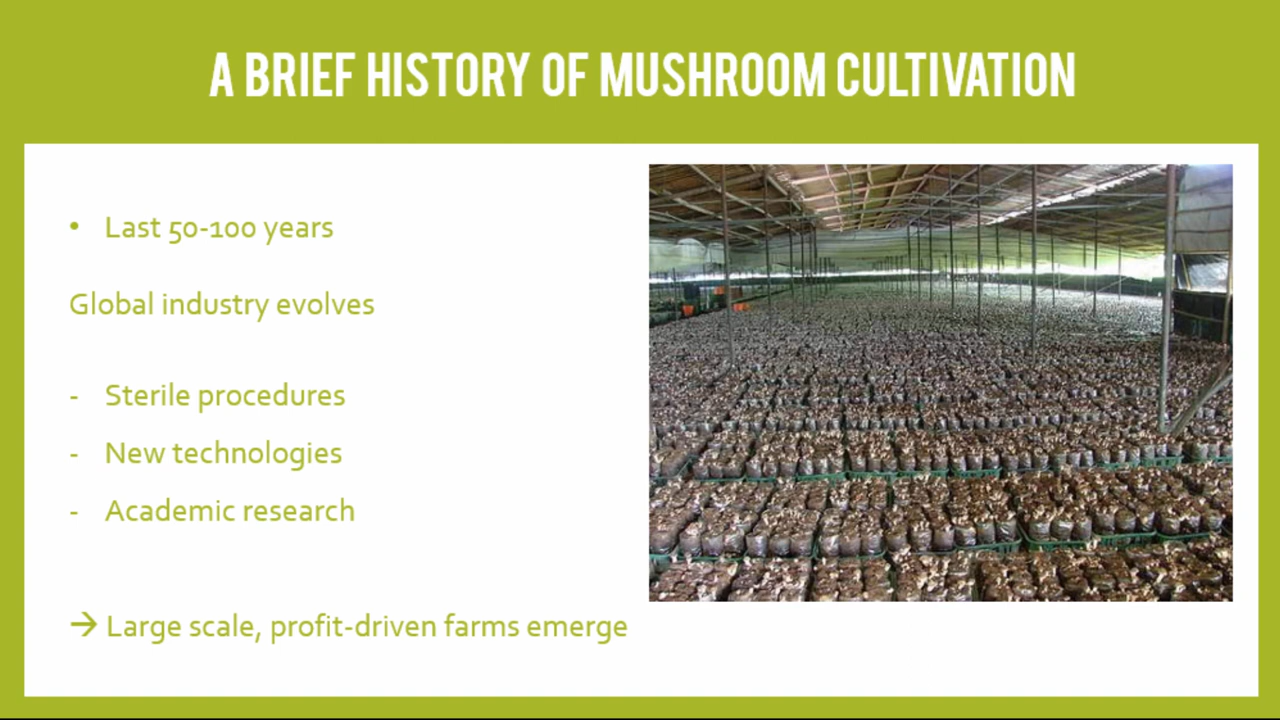 A BRIEF HISTORY OF MUSHROOM CULTIVATION
• Last 50-100 years
Global industry evolves
- Sterile procedures
- New technologies
- Academic research
→ Large scale, profit-driven farms emerge